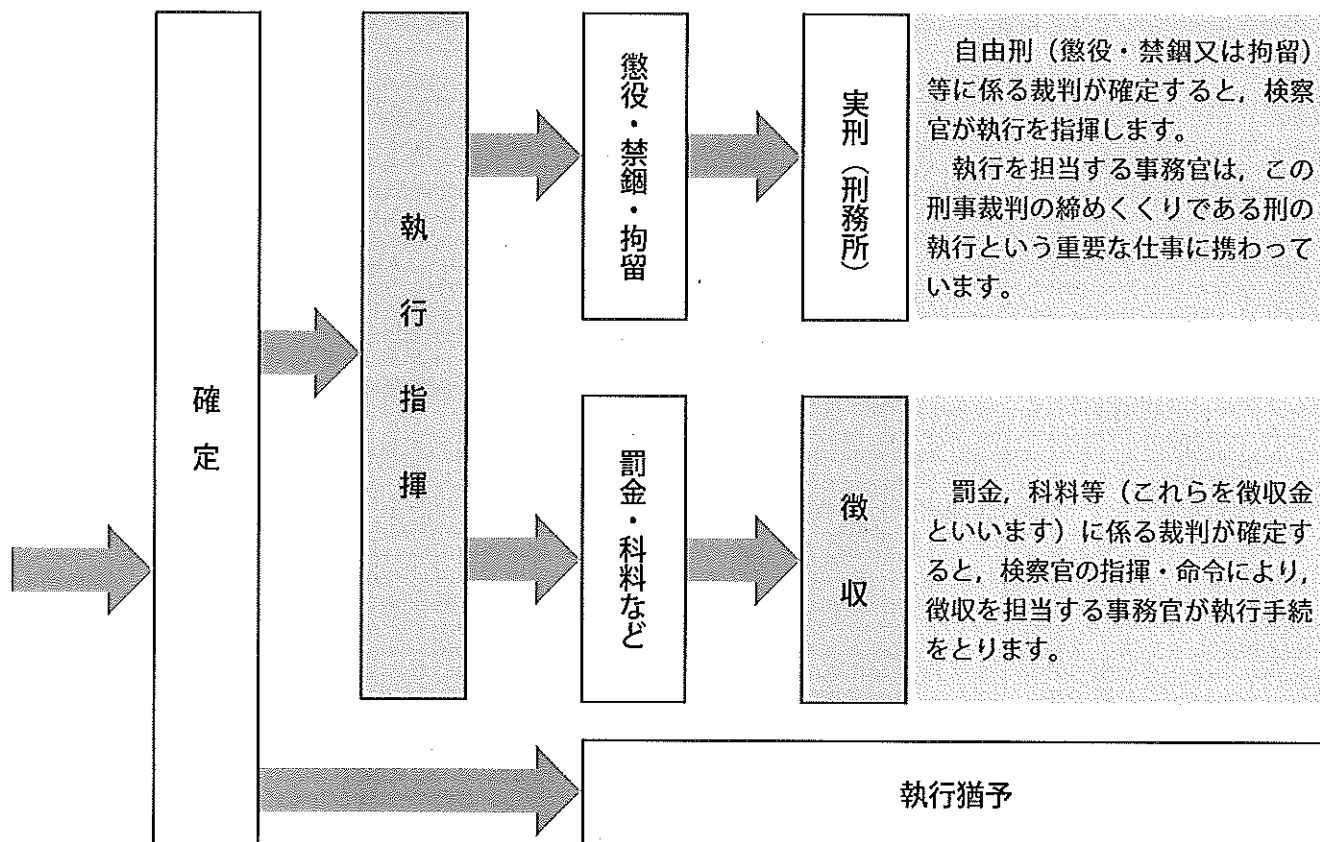 確定
執行指揮
懲役・禁錮・拘留
実刑（刑務所）
自由刑（懲役・禁錮又は拘留）
等に係る裁判が確定すると，検察
官が執行を指揮します。
執行を担当する事務官は，この
刑事裁判の締めくくりである刑の
執行という重要な仕事に携わって
います。
罰金・科料など
徴収
罰金，科料等（これらを徴収金
といいます）に係る裁判が確定す
ると，検察官の指揮・命令により，
徴収を担当する事務官が執行手続
をとります。
執行猶予